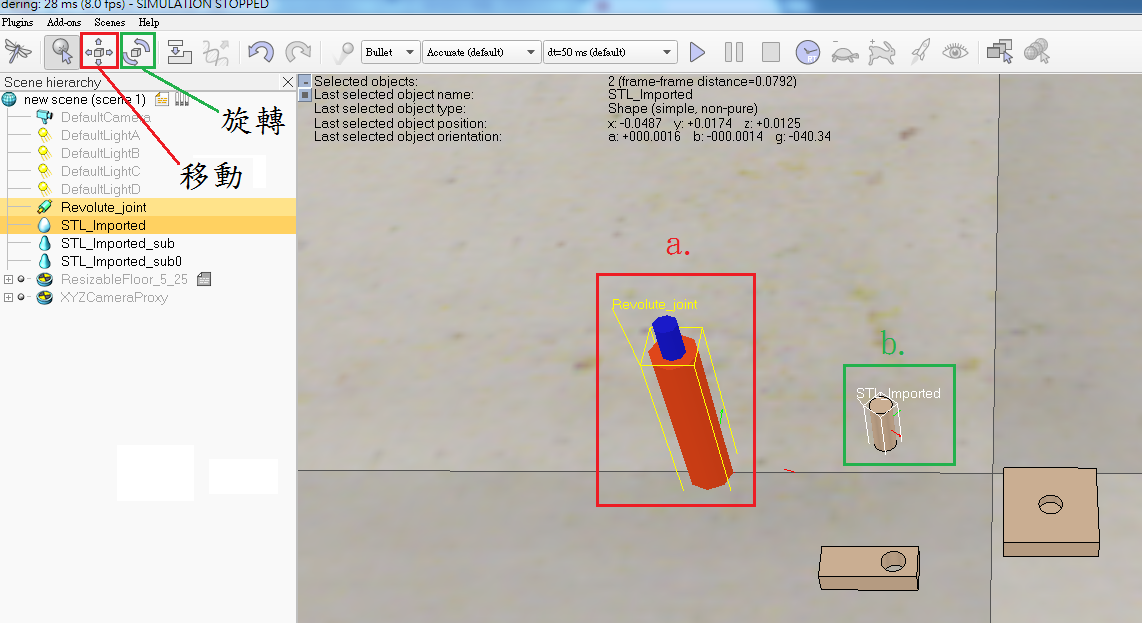 dering: 28 ms (8.0 fps) - SIMULATION STOPPED
Plugins Add-ons Scenes Help
Bullet Accurate (default) dt=50 ms (default)
RT
Scene hierarchy
new scene (scene 1)
DefaultCamera
DefaultLightA
DefaultLightB
DefaultLightC
DefaultLightD
Revolute_joint
STL_Imported
STL_Imported_sub
STL_Imported_sub0
ResizableFloor_5_25
XYZCameraProxy
旋轉
移動
Selected objects: 2 (frame-frame distance=0.0792)
Last selected object name: STL_Imported
Last selected object type: Shape (simple, non-pure)
Last selected object position: x: -0.0487 y: +0.0174 z: +0.0125
Last selected object orientation: a: +000.0016 b: -000.0014 g: -040.34
a.
Revolute_joint
b.
STL_Imported